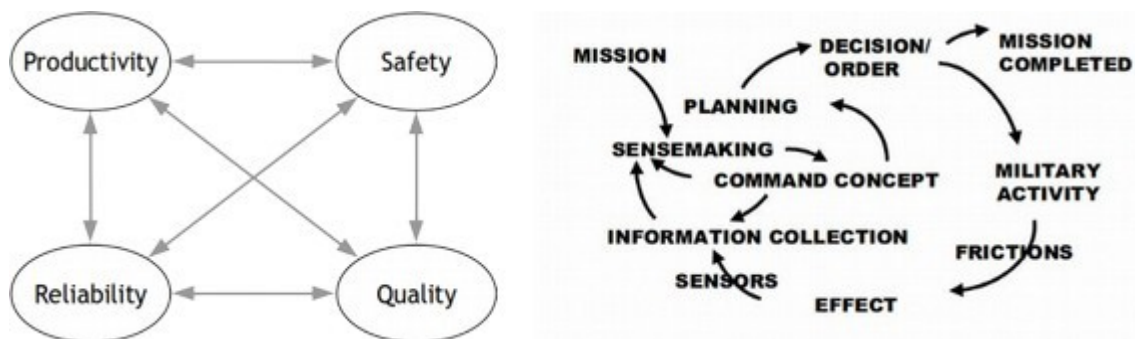 Productivity
Safety
Reliability
Quality
MISSION
DECISION/
ORDER
MISSION
COMPLETED
PLANNING
SENSEMAKING
COMMAND CONCEPT
MILITARY
ACTIVITY
INFORMATION COLLECTION
FRICTIONS
SENSORS
EFFECT